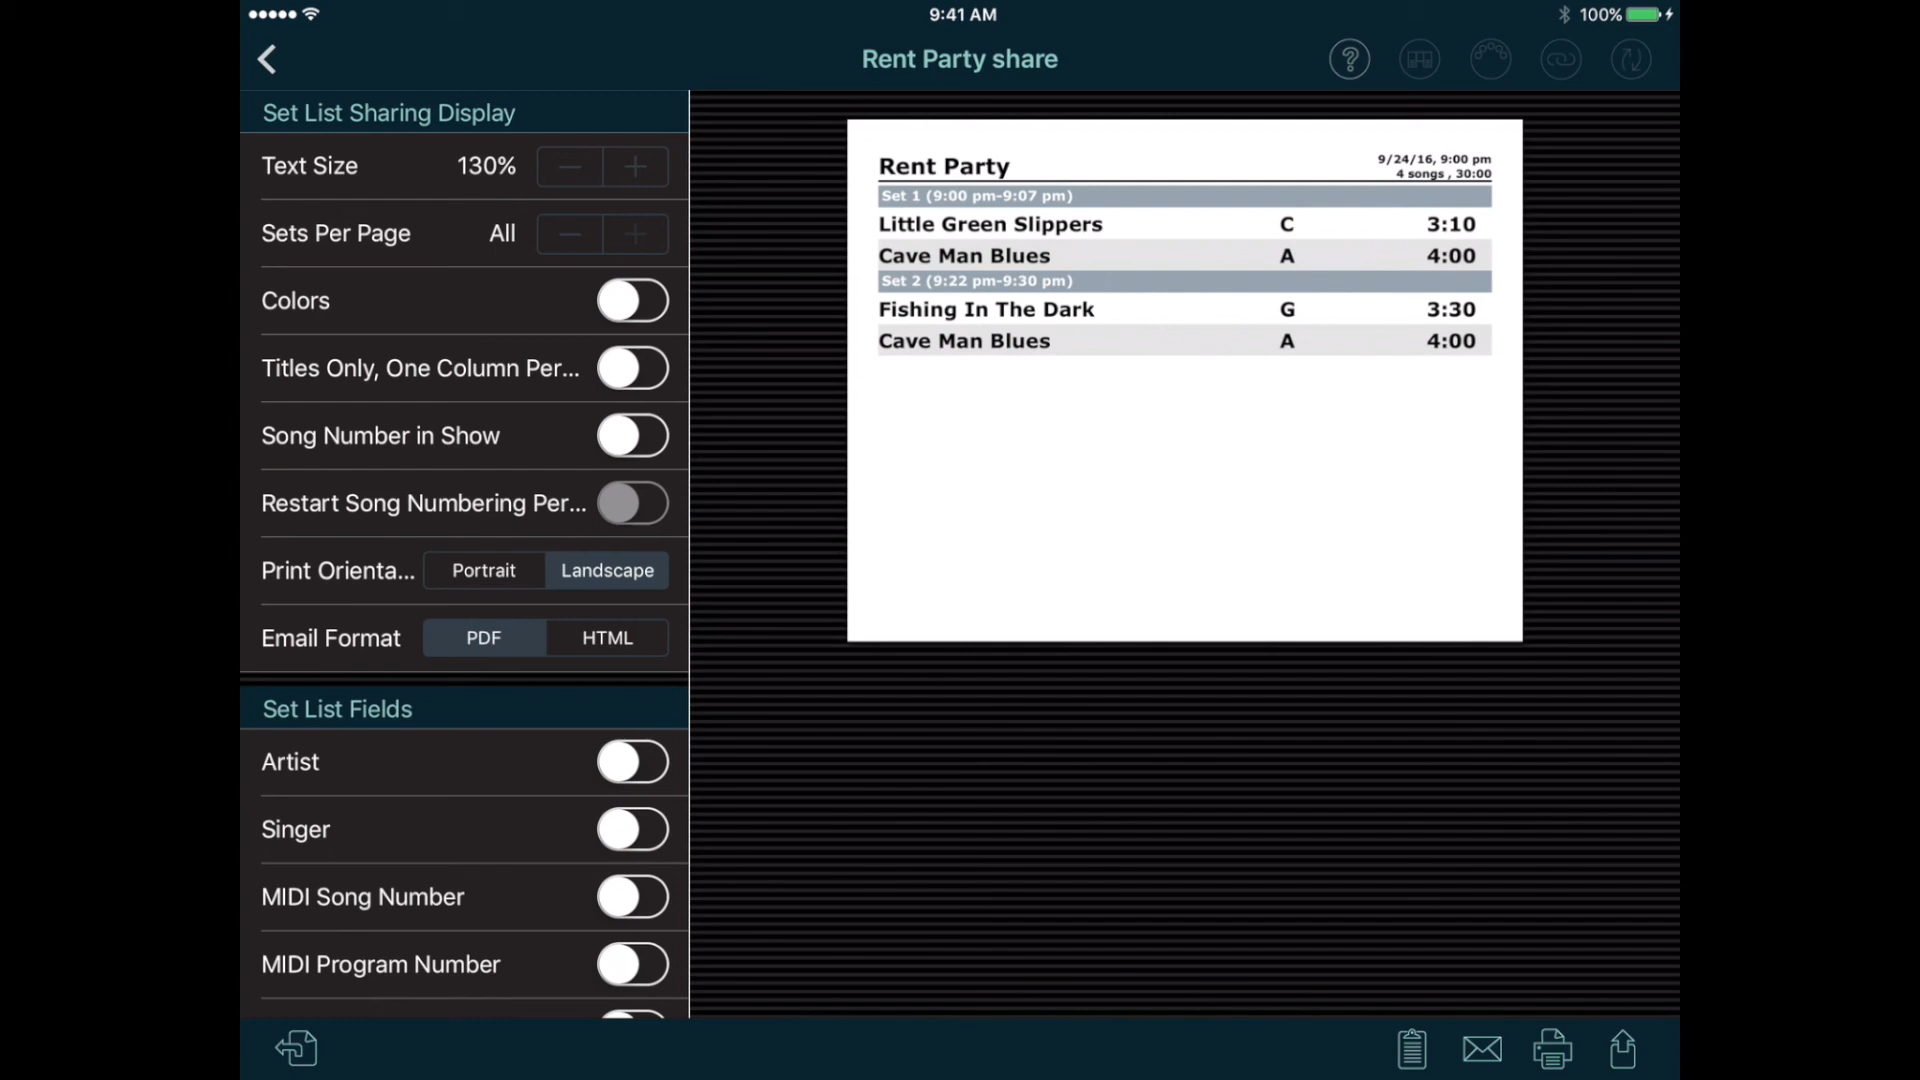 9:41 AM
100%
Rent Party share
?
Set List Sharing Display
Text Size 130% − +
Sets Per Page All − +
Colors
Titles Only, One Column Per...
Song Number in Show
Restart Song Numbering Per...
Print Orienta... Portrait Landscape
Email Format PDF HTML
Set List Fields
Artist
Singer
MIDI Song Number
MIDI Program Number
Rent Party
9/24/16, 9:00 pm
4 songs , 30:00
Set 1 (9:00 pm-9:07 pm)
Little Green Slippers C 3:10
Cave Man Blues A 4:00
Set 2 (9:22 pm-9:30 pm)
Fishing In The Dark G 3:30
Cave Man Blues A 4:00